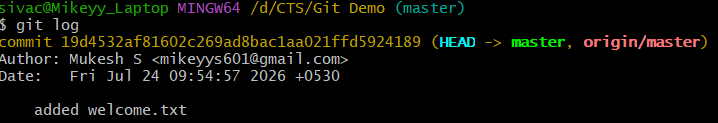 sivac@Mikeyy_Laptop MINGW64 /d/CTS/Git Demo (master)
$ git log
commit 19d4532af81602c269ad8bac1aa021ffd5924189 (HEAD -> master, origin/master)
Author: Mukesh S <mikeyys601@gmail.com>
Date:   Fri Jul 24 09:54:57 2026 +0530

    added welcome.txt